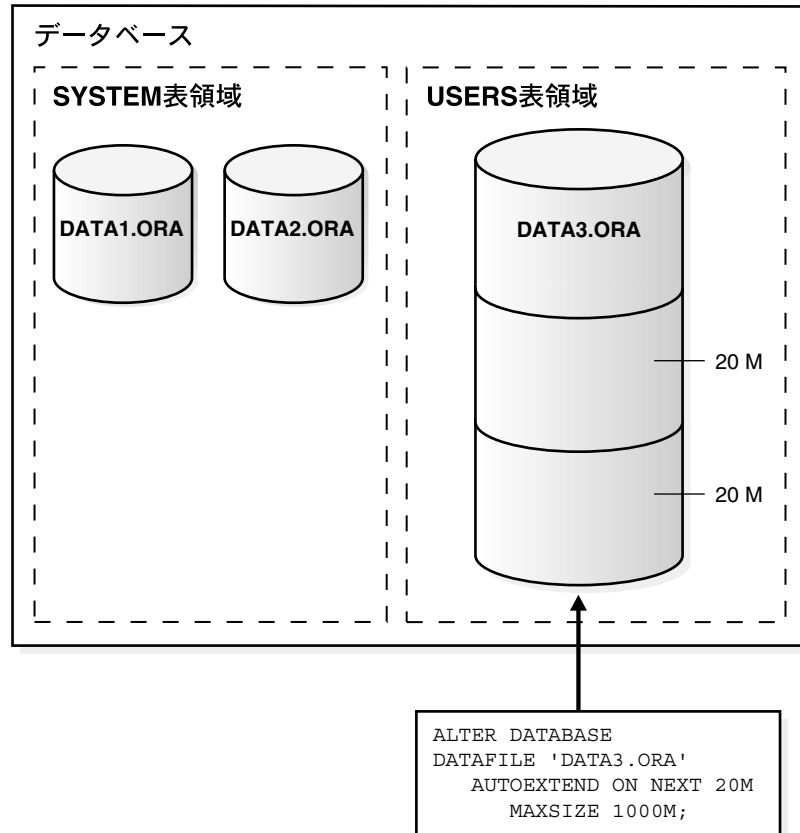 データベース
SYSTEM表領域
USERS表領域
DATA1.ORA
DATA2.ORA
DATA3.ORA
20 M
20 M
ALTER DATABASE
DATAFILE 'DATA3.ORA'
AUTOEXTEND ON NEXT 20M
MAXSIZE 1000M;